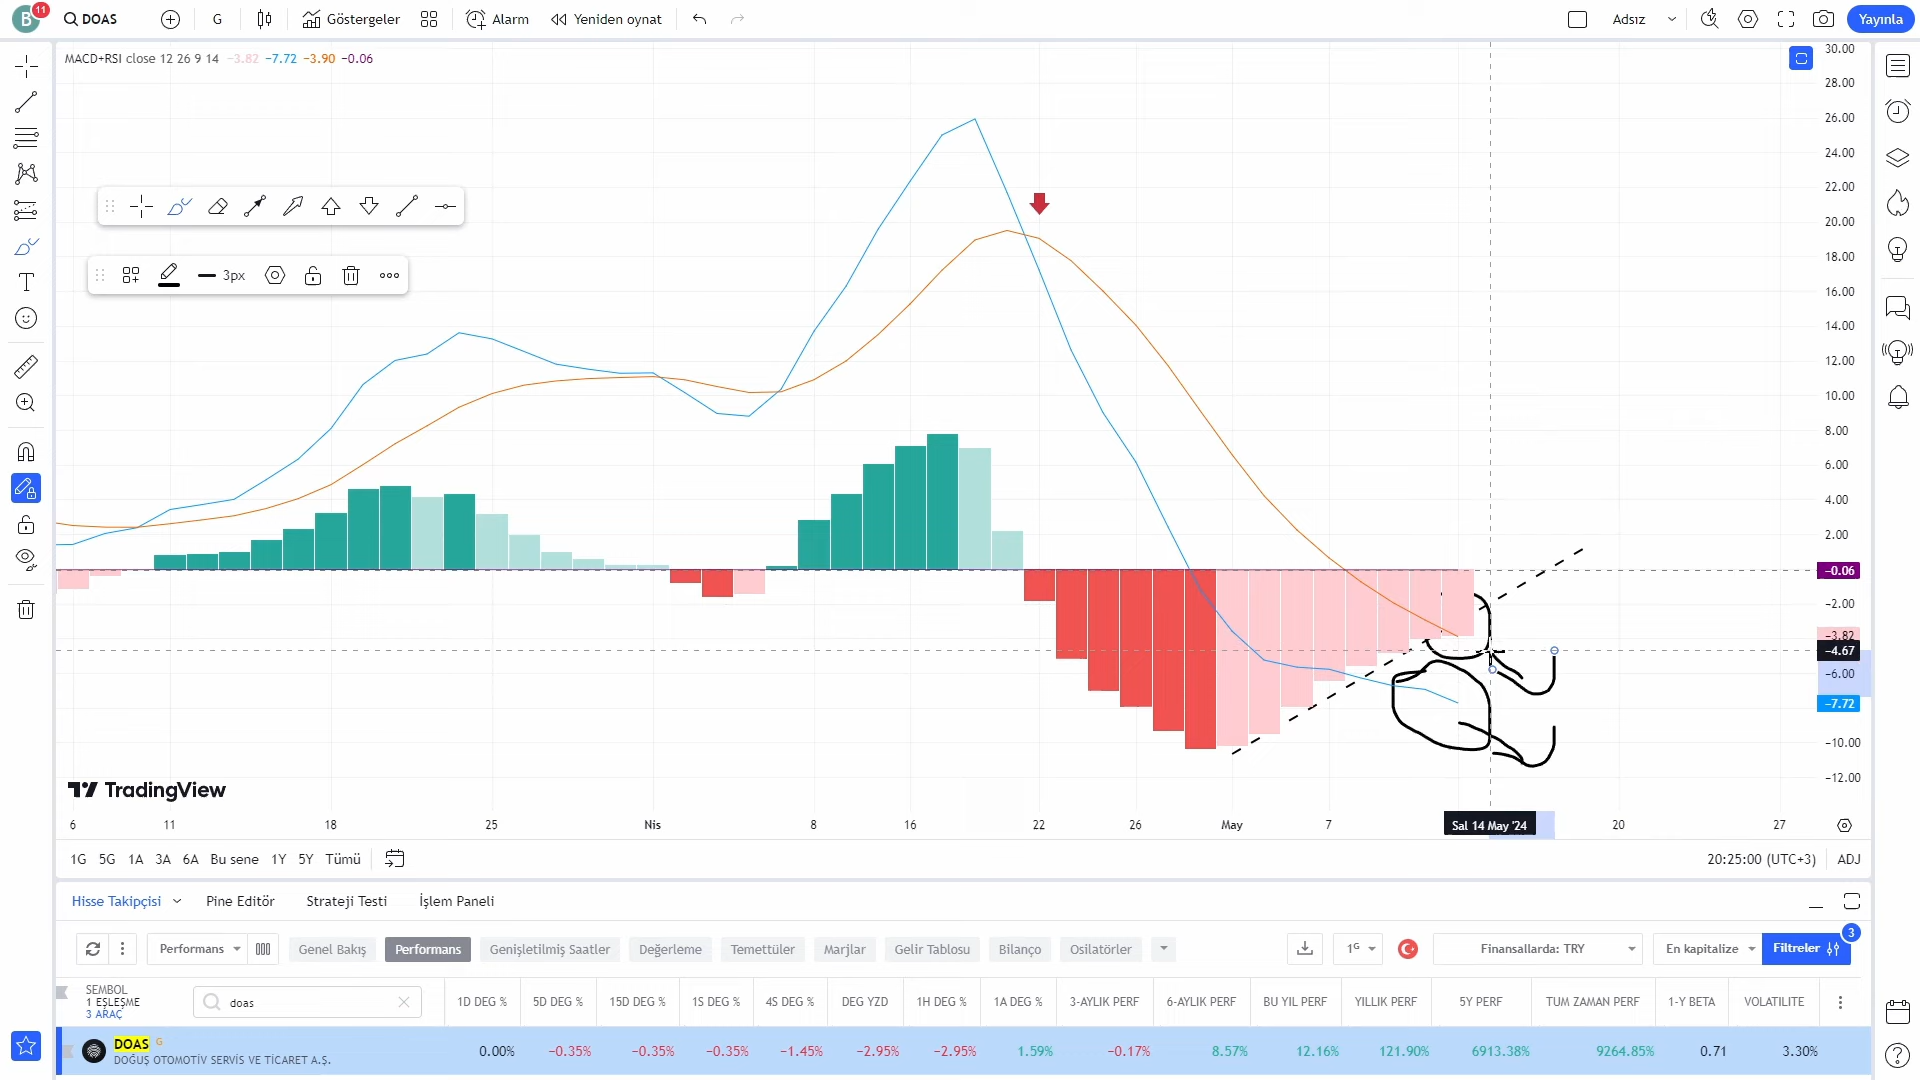 B 11 DOAS G Göstergeler Alarm Yeniden oynat Adsız Yayınla
MACD+RSI close 12 26 9 14 −3.82 −7.72 −3.90 −0.06
30.00
28.00
26.00
24.00
22.00
20.00
18.00
16.00
14.00
12.00
10.00
8.00
6.00
4.00
2.00
−0.06
−2.00
−3.82
−4.67
−6.00
−7.72
−10.00
−12.00
3px
TradingView
6 11 18 25 Nis 8 16 22 26 May 7 Sal 14 May '24 20 27
1G 5G 1A 3A 6A Bu sene 1Y 5Y Tümü 20:25:00 (UTC+3) ADJ
Hisse Takipçisi Pine Editör Strateji Testi İşlem Paneli
Performans Genel Bakış Performans Genişletilmiş Saatler Değerleme Temettüler Marjlar Gelir Tablosu Bilanço Osilatörler 1G Finansallarda: TRY En kapitalize Filtreler 3
SEMBOL
1 EŞLEŞME
3 ARAÇ
doas
1D DEĞ % 5D DEĞ % 15D DEĞ % 1S DEĞ % 4S DEĞ % DEĞ YZD 1H DEĞ % 1A DEĞ % 3-AYLIK PERF 6-AYLIK PERF BU YIL PERF YILLIK PERF 5Y PERF TÜM ZAMAN PERF 1-Y BETA VOLATİLİTE
DOAS G
DOĞUŞ OTOMOTİV SERVİS VE TİCARET A.Ş.
0.00% −0.35% −0.35% −0.35% −1.45% −2.95% −2.95% 1.59% −0.17% 8.57% 12.16% 121.90% 6913.38% 9264.85% 0.71 3.30%